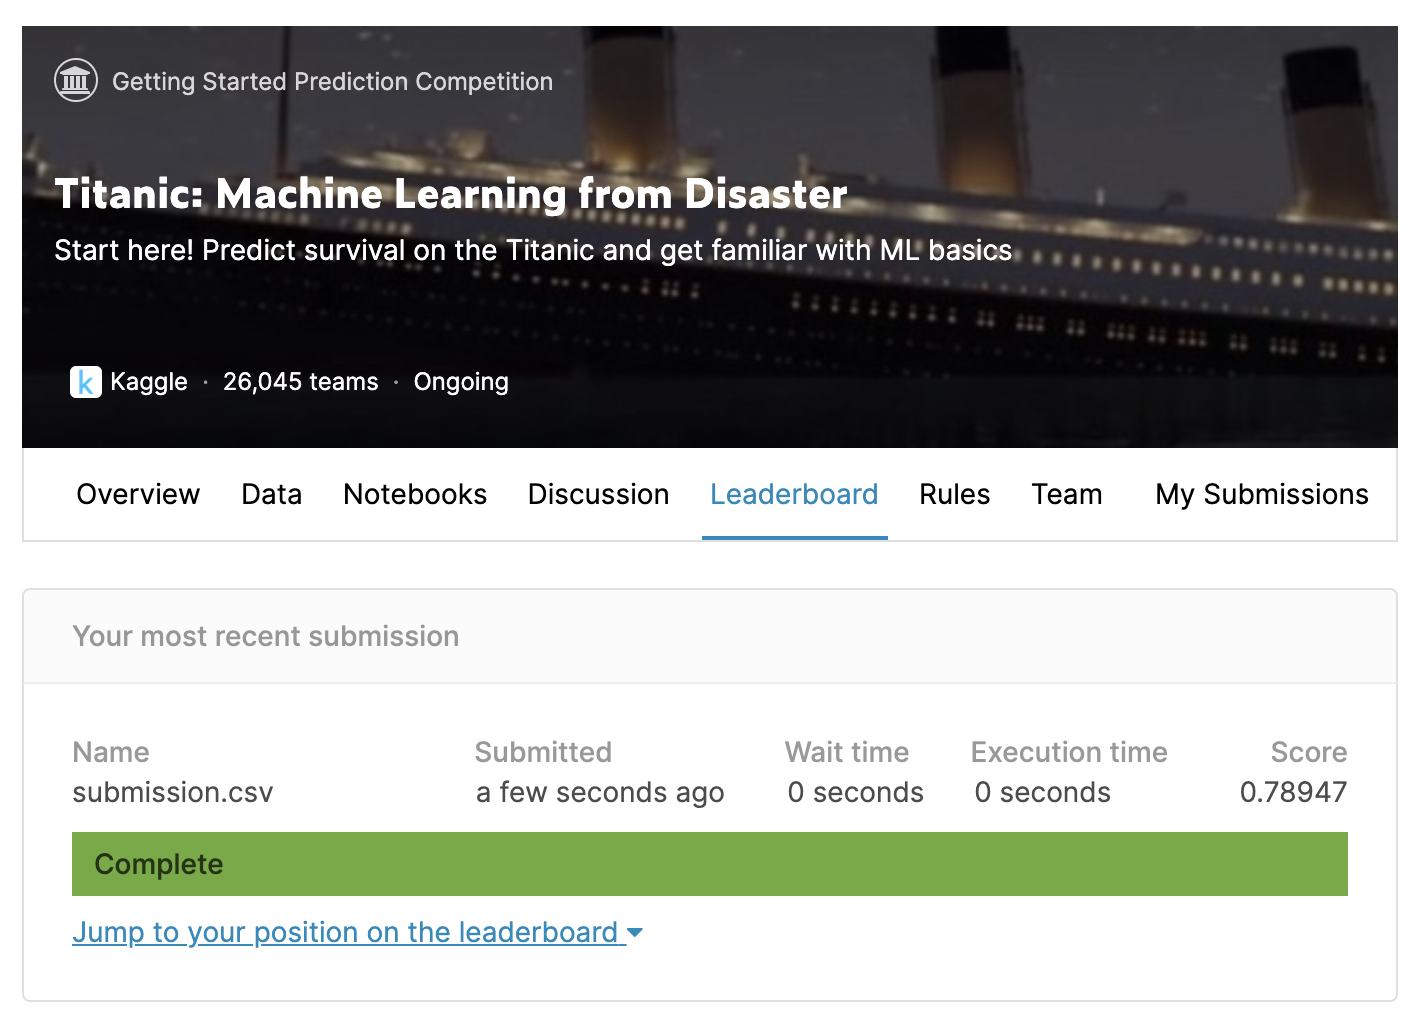 Getting Started Prediction Competition
Titanic: Machine Learning from Disaster
Start here! Predict survival on the Titanic and get familiar with ML basics
k Kaggle · 26,045 teams · Ongoing
Overview Data Notebooks Discussion Leaderboard Rules Team My Submissions
Your most recent submission
Name Submitted Wait time Execution time Score
submission.csv a few seconds ago 0 seconds 0 seconds 0.78947
Complete
Jump to your position on the leaderboard